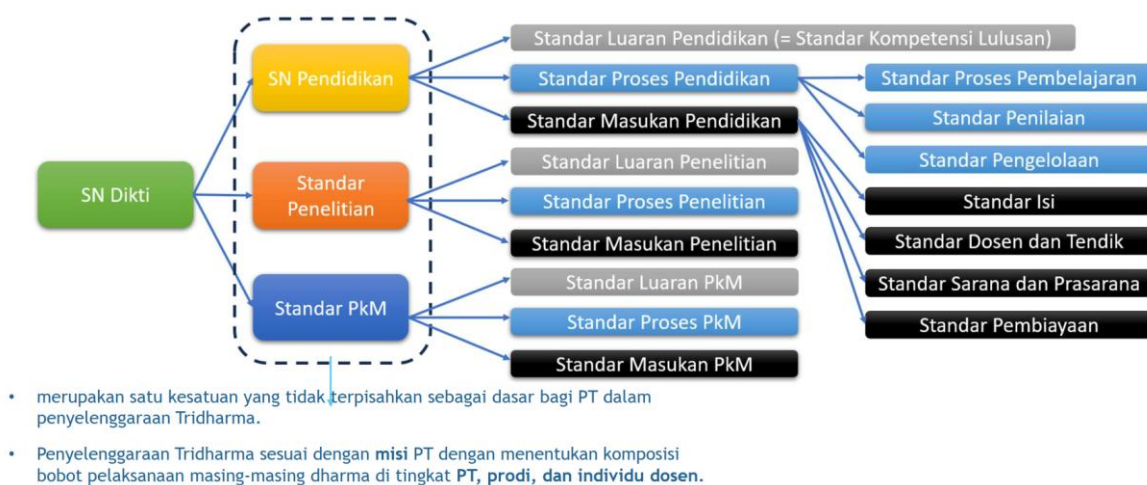 SN Dikti
SN Pendidikan
Standar
Penelitian
Standar PkM
Standar Luaran Pendidikan (= Standar Kompetensi Lulusan)
Standar Proses Pendidikan
Standar Masukan Pendidikan
Standar Luaran Penelitian
Standar Proses Penelitian
Standar Masukan Penelitian
Standar Luaran PkM
Standar Proses PkM
Standar Masukan PkM
Standar Proses Pembelajaran
Standar Penilaian
Standar Pengelolaan
Standar Isi
Standar Dosen dan Tendik
Standar Sarana dan Prasarana
Standar Pembiayaan
• merupakan satu kesatuan yang tidak terpisahkan sebagai dasar bagi PT dalam
penyelenggaraan Tridharma.
• Penyelenggaraan Tridharma sesuai dengan misi PT dengan menentukan komposisi
bobot pelaksanaan masing-masing dharma di tingkat PT, prodi, dan individu dosen.